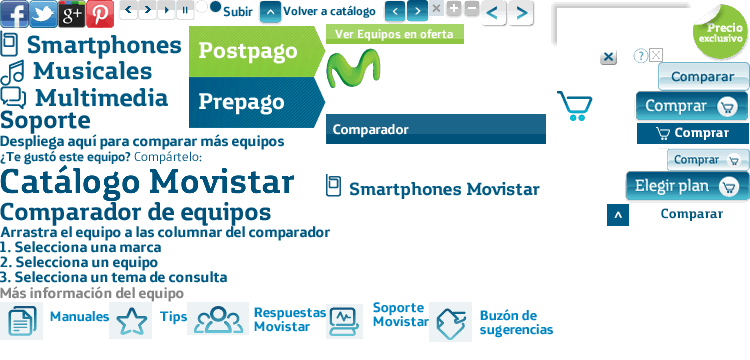 Subir
Volver a catálogo
Precio
exclusivo
Smartphones
Musicales
Multimedia
Soporte
Postpago
Prepago
Ver Equipos en oferta
Comparador
Comparar
Comprar
Comprar
Comprar
Elegir plan
Comparar
Despliega aquí para comparar más equipos
¿Te gustó este equipo? Compártelo:
Catálogo Movistar
Smartphones Movistar
Comparador de equipos
Arrastra el equipo a las columnar del comparador
1. Selecciona una marca
2. Selecciona un equipo
3. Selecciona un tema de consulta
Más información del equipo
Manuales
Tips
Respuestas
Movistar
Soporte
Movistar
Buzón de
sugerencias